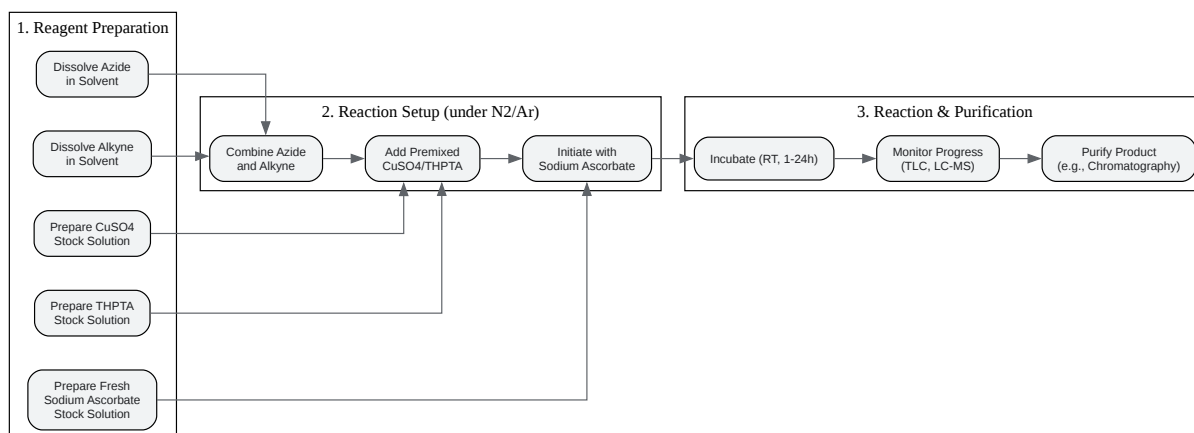 1. Reagent Preparation
Dissolve Azide
in Solvent
Dissolve Alkyne
in Solvent
Prepare CuSO4
Stock Solution
Prepare THPTA
Stock Solution
Prepare Fresh
Sodium Ascorbate
Stock Solution
2. Reaction Setup (under N2/Ar)
Combine Azide
and Alkyne
Add Premixed
CuSO4/THPTA
Initiate with
Sodium Ascorbate
3. Reaction & Purification
Incubate (RT, 1-24h)
Monitor Progress
(TLC, LC-MS)
Purify Product
(e.g., Chromatography)